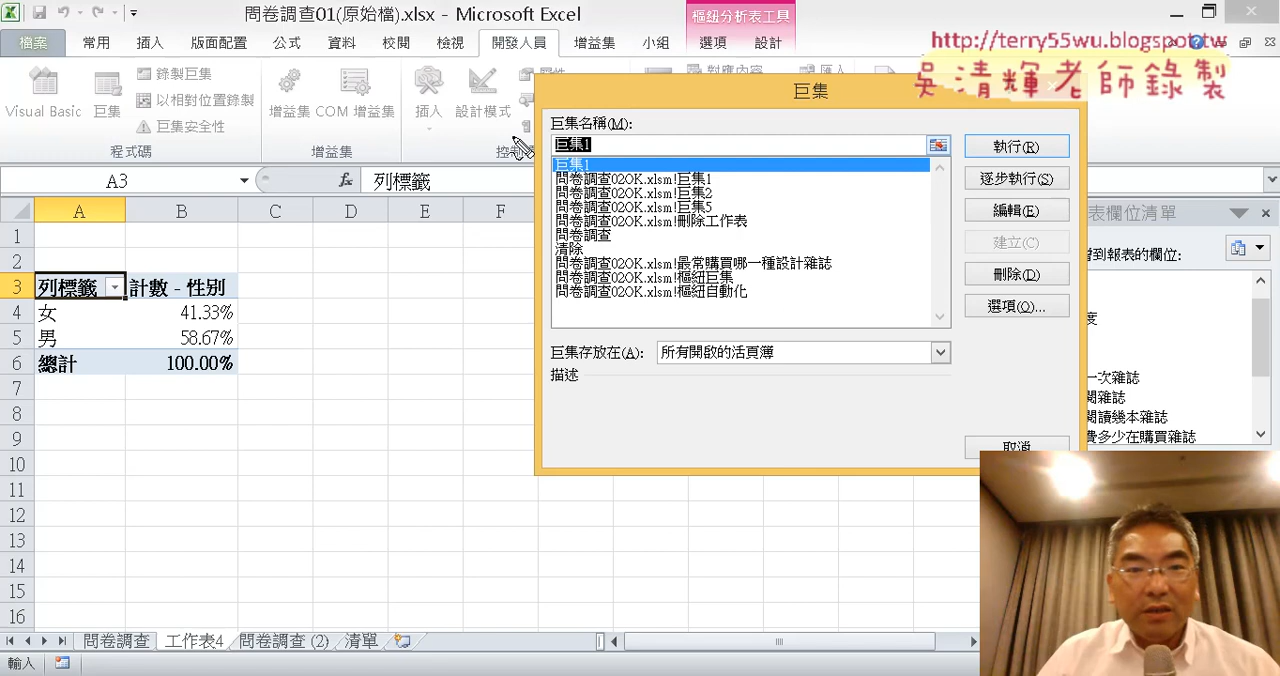 問卷調查01(原始檔).xlsx - Microsoft Excel
樞鈕分析表工具
檔案 常用 插入 版面配置 公式 資料 校閱 檢視 開發人員 增益集 小組 選項 設計
http://terry55wu.blogspot.tw
吳清輝老師錄製
Visual Basic 巨集 錄製巨集 以相對位置錄製 巨集安全性
增益集 COM 增益集 插入 設計模式
程式碼 增益集
巨集
巨集名稱(M):
巨集1
巨集1
問卷調查02OK.xlsm!巨集1
問卷調查02OK.xlsm!巨集2
問卷調查02OK.xlsm!巨集5
問卷調查02OK.xlsm!刪除工作表
問卷調查
清除
問卷調查02OK.xlsm!最常購買哪一種設計雜誌
問卷調查02OK.xlsm!樞紐巨集
問卷調查02OK.xlsm!樞紐自動化
執行(R)
逐步執行(S)
編輯(E)
建立(C)
刪除(D)
選項(O)...
巨集存放在(A): 所有開啟的活頁簿
描述
取消
A3 fx 列標籤
A B C D E F
1
2
3 列標籤 計數 - 性別
4 女 41.33%
5 男 58.67%
6 總計 100.00%
7
8
9
10
11
12
13
14
15
16
表欄位清單
增到報表的欄位:
度
一次雜誌
閱雜誌
閱讀幾本雜誌
費多少在購買雜誌
問卷調查 工作表4 問卷調查 (2) 清單
輸入